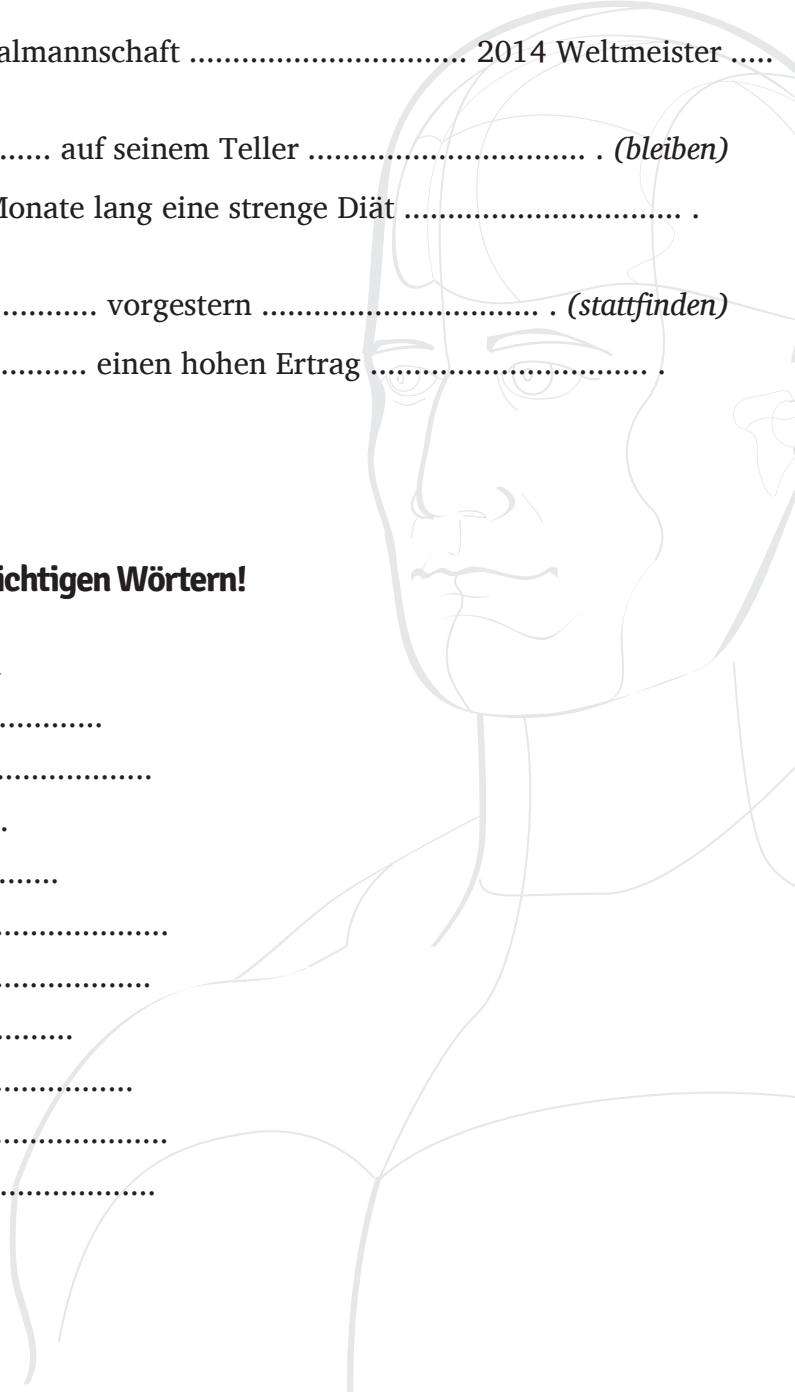 almannschaft ................................ 2014 Weltmeister .....
...... auf seinem Teller ................................ . (bleiben)
Monate lang eine strenge Diät ................................ .
........... vorgestern ................................ . (stattfinden)
.......... einen hohen Ertrag ................................ .
ichtigen Wörtern!
............
..................
.
.......
....................
..................
.........
................
....................
..................